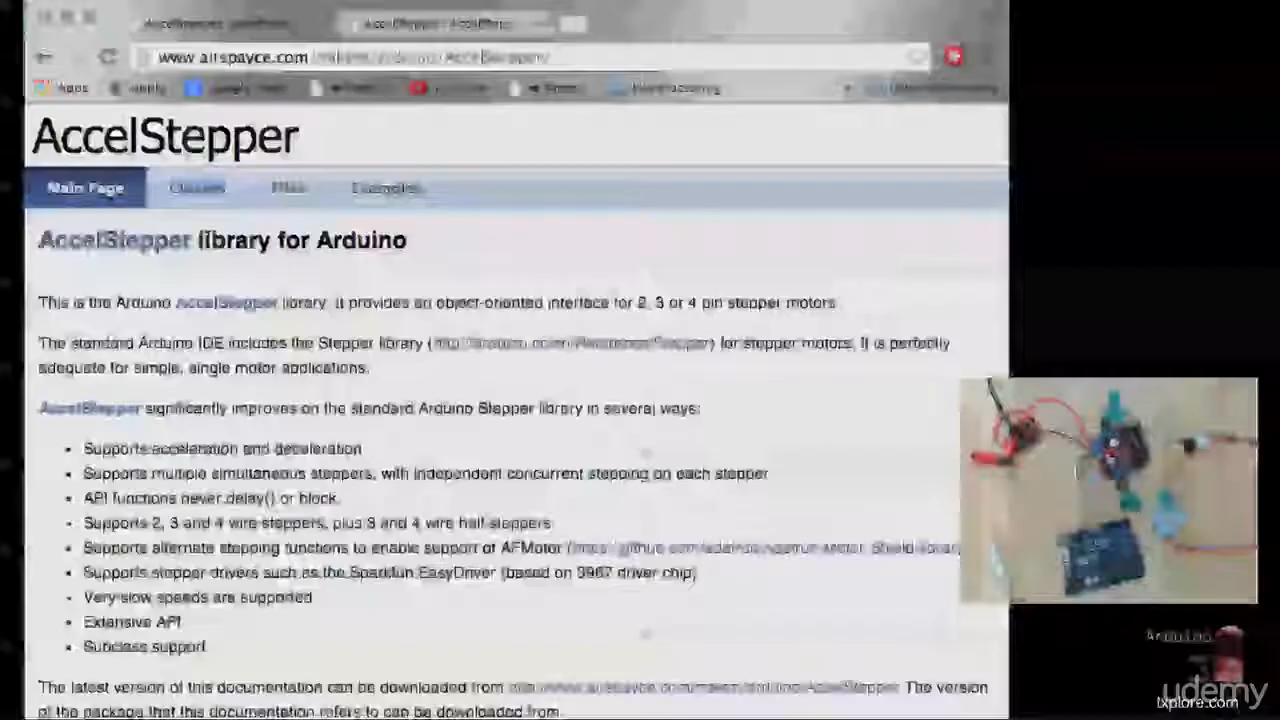 www.airspayce.com
Apps
AccelStepper
Main Page Classes Files Examples
AccelStepper library for Arduino
This is the Arduino AccelStepper library. It provides an object-oriented interface for 2, 3 or 4 pin stepper motors.
The standard Arduino IDE includes the Stepper library ( ) for stepper motors. It is perfectly
adequate for simple, single motor applications.
AccelStepper significantly improves on the standard Arduino Stepper library in several ways:
• Supports acceleration and deceleration
• Supports multiple simultaneous steppers, with independent concurrent stepping on each stepper
• API functions never delay() or block
• Supports 2, 3 and 4 wire steppers, plus 3 and 4 wire half steppers
• Supports alternate stepping functions to enable support of AFMotor
• Supports stepper drivers such as the Sparkfun EasyDriver (based on 3967 driver chip)
• Very slow speeds are supported
• Extensive API
• Subclass support
The latest version of this documentation can be downloaded from The version
of the package that this documentation refers to can be downloaded from
Arduino
udemy
txplore.com